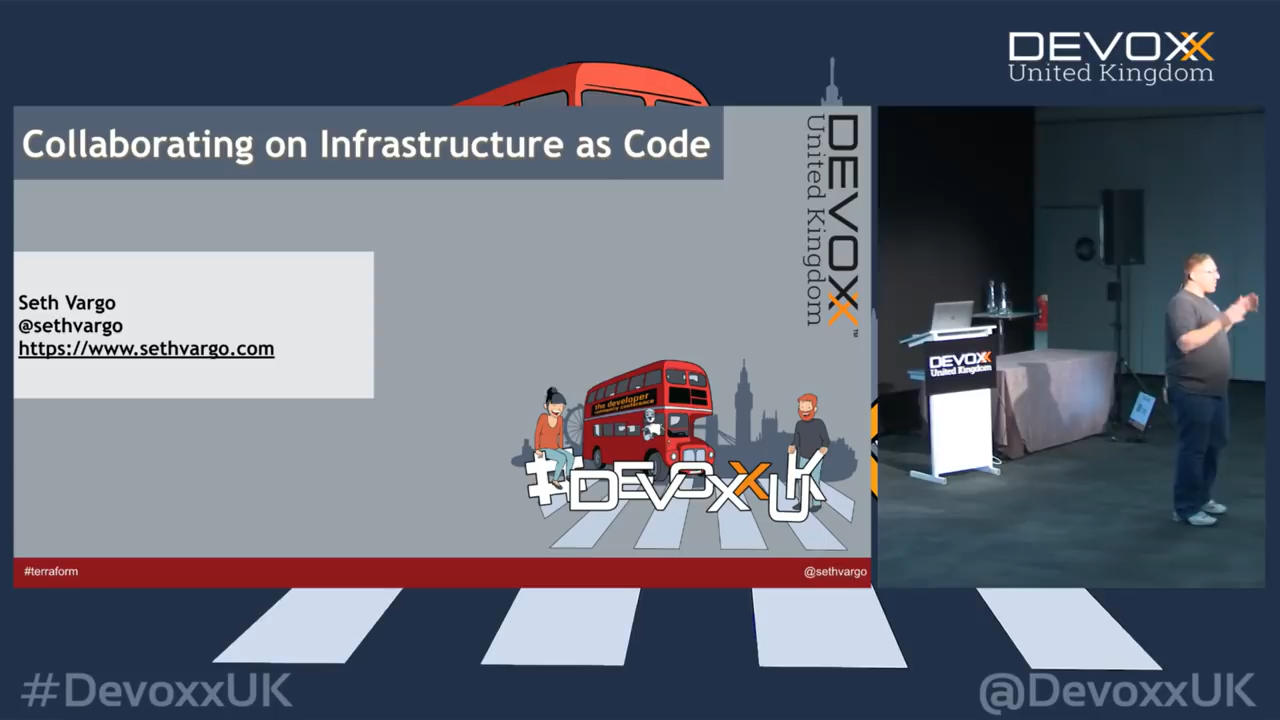 DEVOXX
United Kingdom
Collaborating on Infrastructure as Code
DEVOXX
United Kingdom
™
Seth Vargo
@sethvargo
https://www.sethvargo.com
the developer
community conference
#DEVOXXUK
#terraform
@sethvargo
DEVOXX
United Kingdom
#DevoxxUK
@DevoxxUK